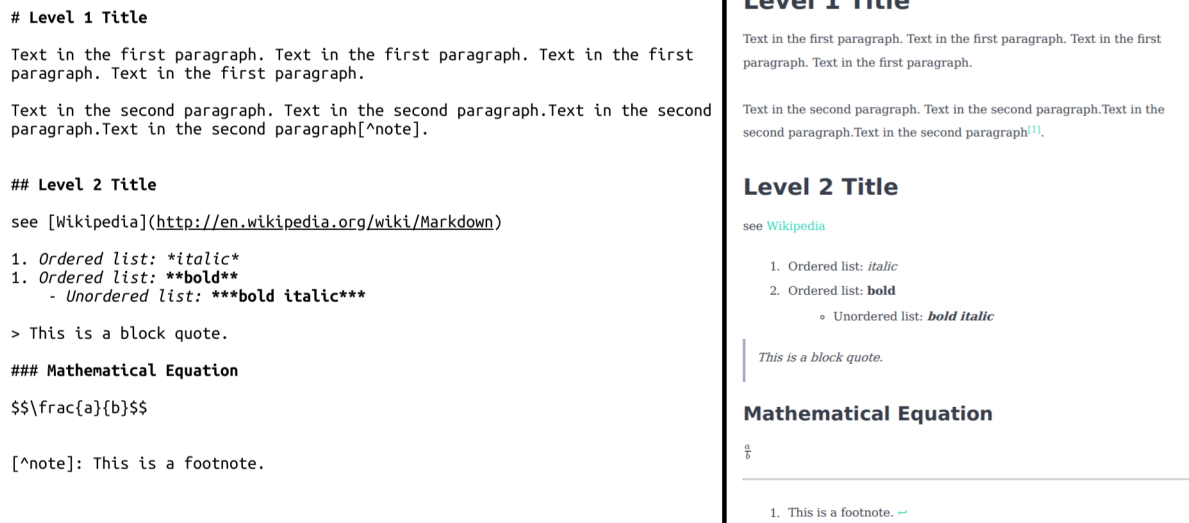 # Level 1 Title
Text in the first paragraph. Text in the first paragraph. Text in the first
paragraph. Text in the first paragraph.
Text in the second paragraph. Text in the second paragraph.Text in the second
paragraph.Text in the second paragraph[^note].
## Level 2 Title
see [Wikipedia](http://en.wikipedia.org/wiki/Markdown)
1. Ordered list: *italic*
1. Ordered list: **bold**
- Unordered list: ***bold italic***
> This is a block quote.
### Mathematical Equation
$$\frac{a}{b}$$
[^note]: This is a footnote.
Level 1 Title
Text in the first paragraph. Text in the first paragraph. Text in the first
paragraph. Text in the first paragraph.
Text in the second paragraph. Text in the second paragraph.Text in the
second paragraph.Text in the second paragraph[1].
Level 2 Title
see Wikipedia
1. Ordered list: italic
2. Ordered list: bold
◦ Unordered list: bold italic
This is a block quote.
Mathematical Equation
a
b
1. This is a footnote. ↩